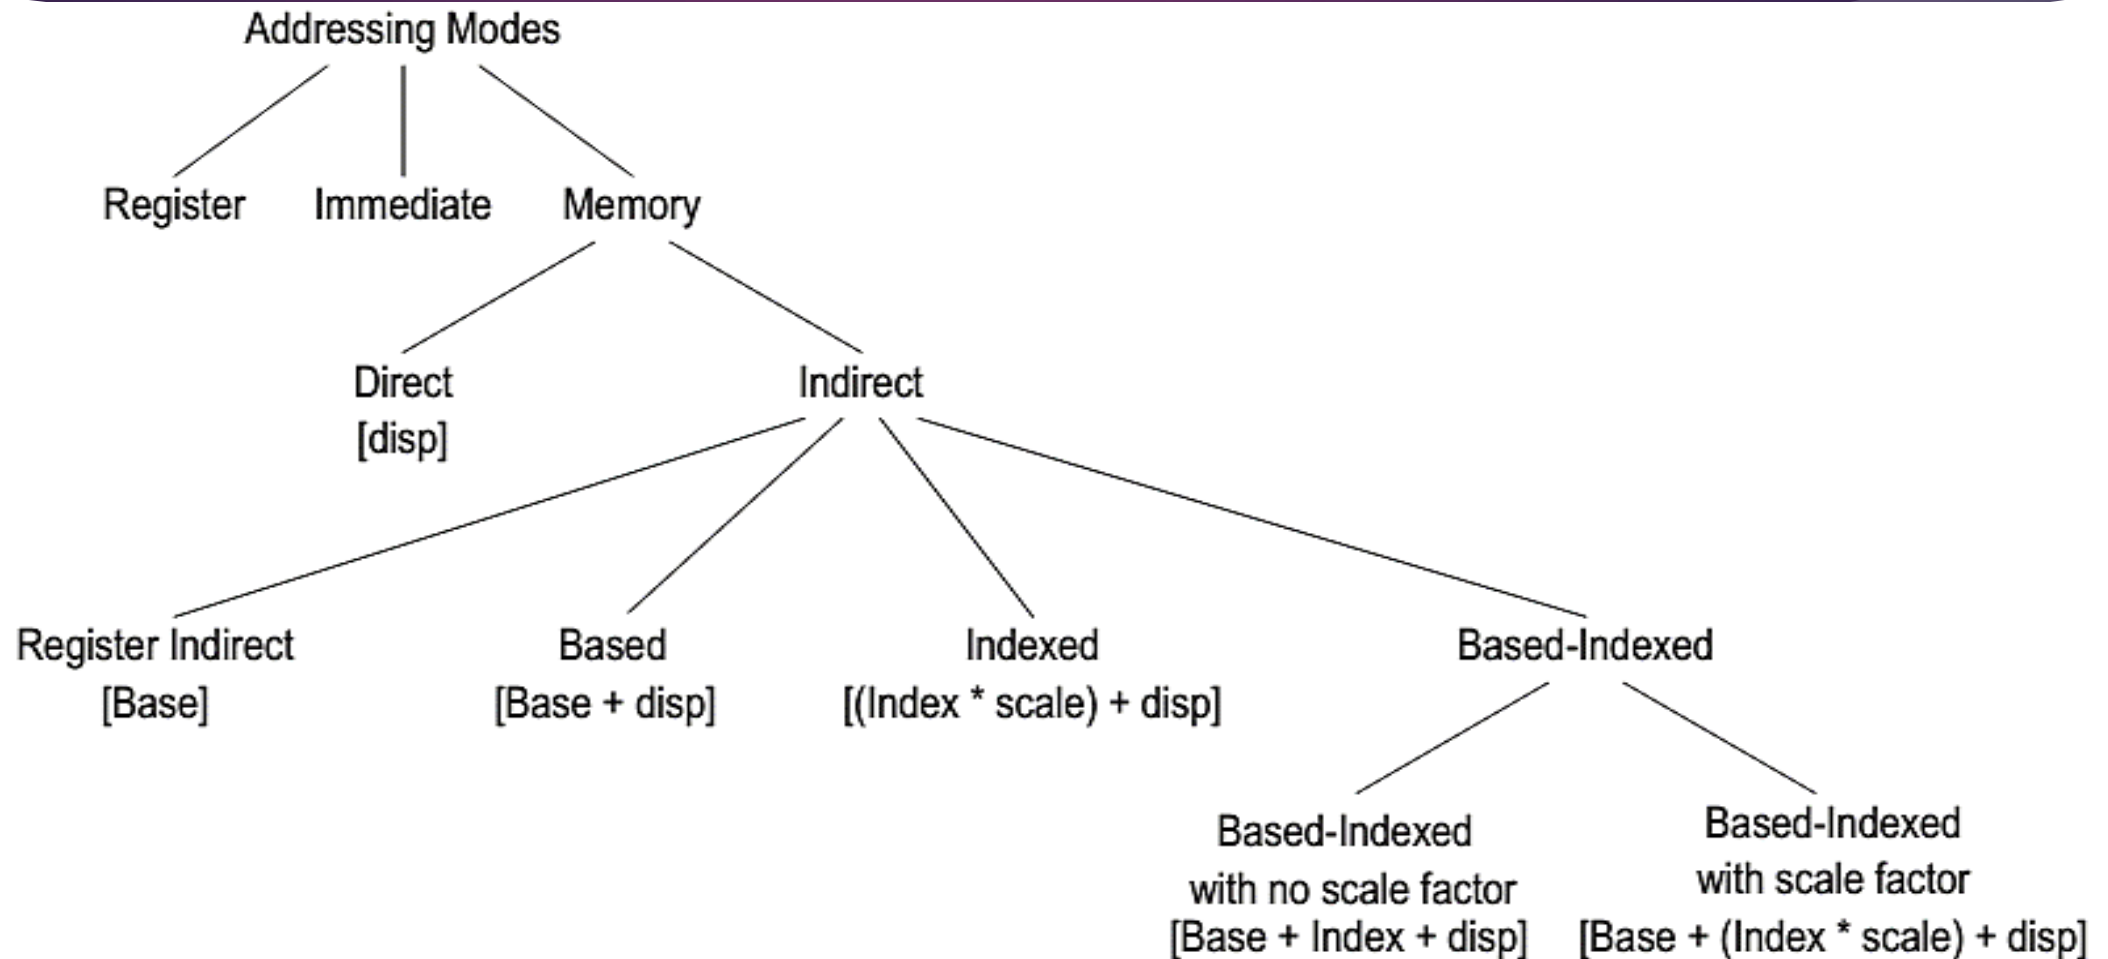 Addressing Modes
Register
Immediate
Memory
Direct
[disp]
Indirect
Register Indirect
[Base]
Based
[Base + disp]
Indexed
[(Index * scale) + disp]
Based-Indexed
Based-Indexed
with no scale factor
[Base + Index + disp]
Based-Indexed
with scale factor
[Base + (Index * scale) + disp]